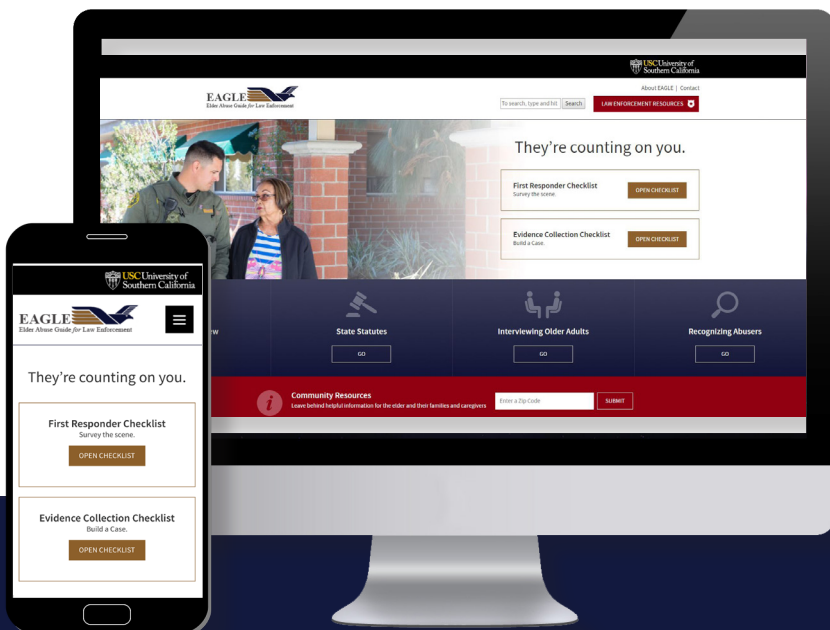 USC University of
Southern California
About EAGLE | Contact
EAGLE
Elder Abuse Guide for Law Enforcement
To search, type and hit
Search
LAW ENFORCEMENT RESOURCES
They're counting on you.
First Responder Checklist
Survey the scene.
OPEN CHECKLIST
Evidence Collection Checklist
Build a Case.
OPEN CHECKLIST
State Statutes
GO
Interviewing Older Adults
GO
Recognizing Abusers
GO
i
Community Resources
Leave behind helpful information for the elder and their families and caregivers
Enter a Zip Code
SUBMIT
USC University of
Southern California
EAGLE
Elder Abuse Guide for Law Enforcement
They're counting on you.
First Responder Checklist
Survey the scene.
OPEN CHECKLIST
Evidence Collection Checklist
Build a Case.
OPEN CHECKLIST